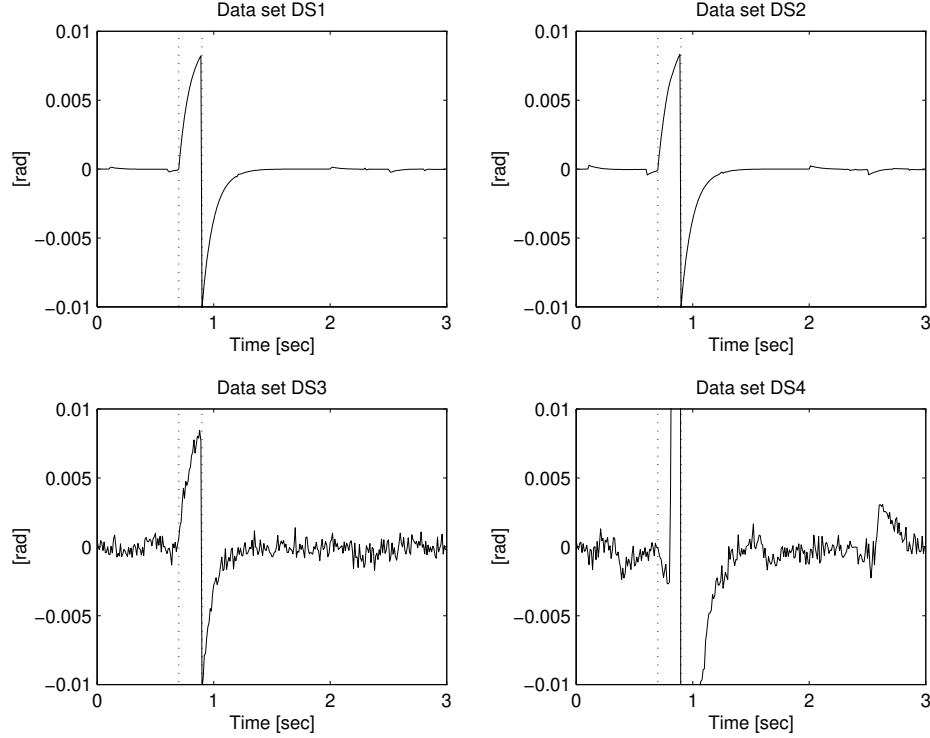 Data set DS1
Data set DS2
0.01
0.005
0
−0.005
−0.01
[rad]
0 1 2 3
Time [sec]
0.01
0.005
0
−0.005
−0.01
[rad]
0 1 2 3
Time [sec]
Data set DS3
Data set DS4
0.01
0.005
0
−0.005
−0.01
[rad]
0 1 2 3
Time [sec]
0.01
0.005
0
−0.005
−0.01
[rad]
0 1 2 3
Time [sec]